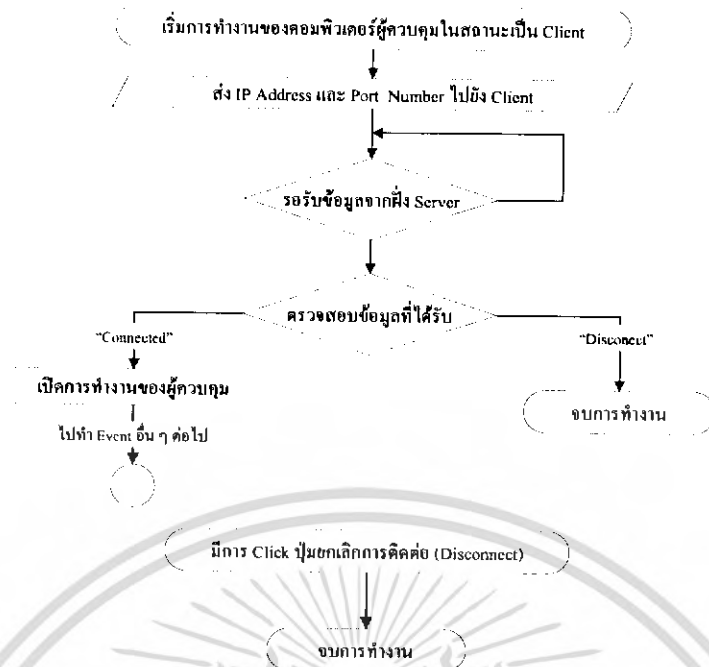 เริ่มการทำงานของคอมพิวเตอร์ผู้ควบคุมในสถานะเป็น Client
ส่ง IP Address และ Port Number ไปยัง Client
รอรับข้อมูลจากฝั่ง Server
ตรวจสอบข้อมูลที่ได้รับ
“Connected”
“Disconect”
เปิดการทำงานของผู้ควบคุม
จบการทำงาน
ไปทำ Event อื่น ๆ ต่อไป
มีการ Click ปุ่มยกเลิกการติดต่อ (Disconnect)
จบการทำงาน